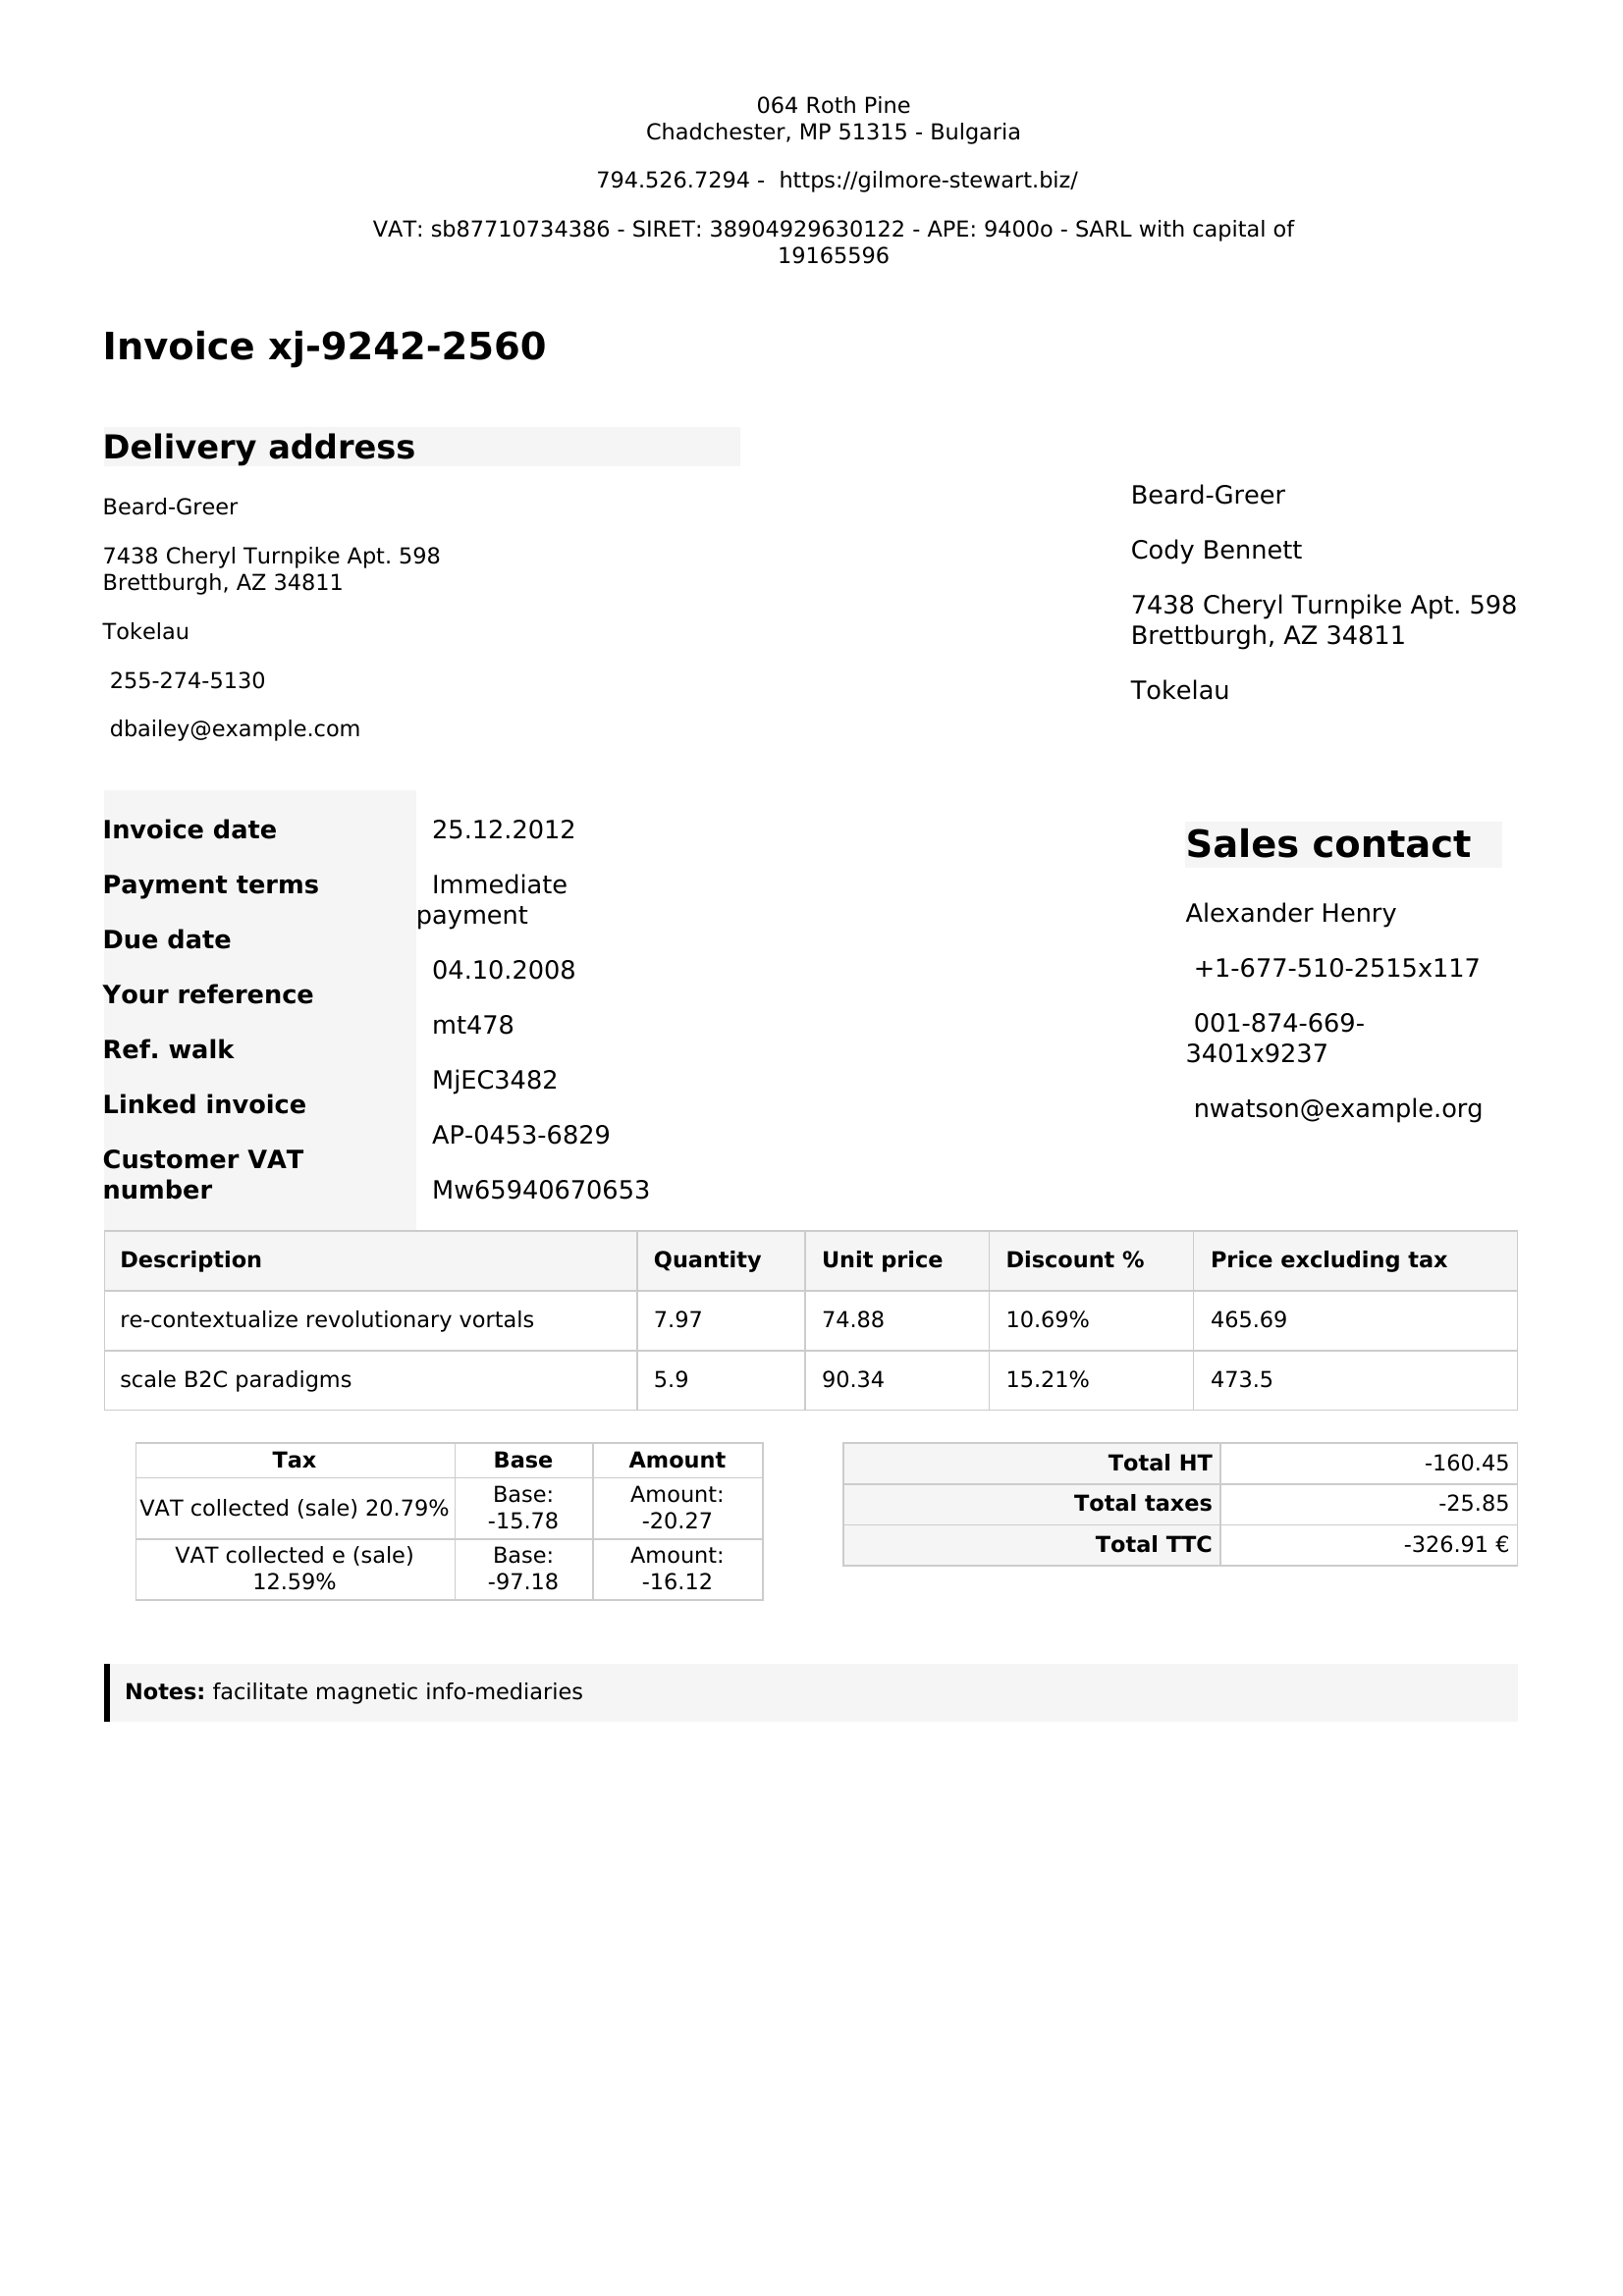 064 Roth Pine
Chadchester, MP 51315 - Bulgaria
794.526.7294 - https://gilmore-stewart.biz/
VAT: sb87710734386 - SIRET: 38904929630122 - APE: 9400o - SARL with capital of
19165596
Invoice xj-9242-2560
Delivery address
Beard-Greer
7438 Cheryl Turnpike Apt. 598
Brettburgh, AZ 34811
Tokelau
255-274-5130
dbailey@example.com
Beard-Greer
Cody Bennett
7438 Cheryl Turnpike Apt. 598
Brettburgh, AZ 34811
Tokelau
Invoice date
Payment terms
Due date
Your reference
Ref. walk
Linked invoice
Customer VAT
number
25.12.2012
Immediate
payment
04.10.2008
mt478
MjEC3482
AP-0453-6829
Mw65940670653
Sales contact
Alexander Henry
+1-677-510-2515x117
001-874-669-
3401x9237
nwatson@example.org
Description Quantity Unit price Discount % Price excluding tax
re-contextualize revolutionary vortals 7.97 74.88 10.69% 465.69
scale B2C paradigms 5.9 90.34 15.21% 473.5
Tax Base Amount
VAT collected (sale) 20.79% Base: -15.78 Amount: -20.27
VAT collected e (sale) 12.59% Base: -97.18 Amount: -16.12
Total HT -160.45
Total taxes -25.85
Total TTC -326.91 €
Notes: facilitate magnetic info-mediaries